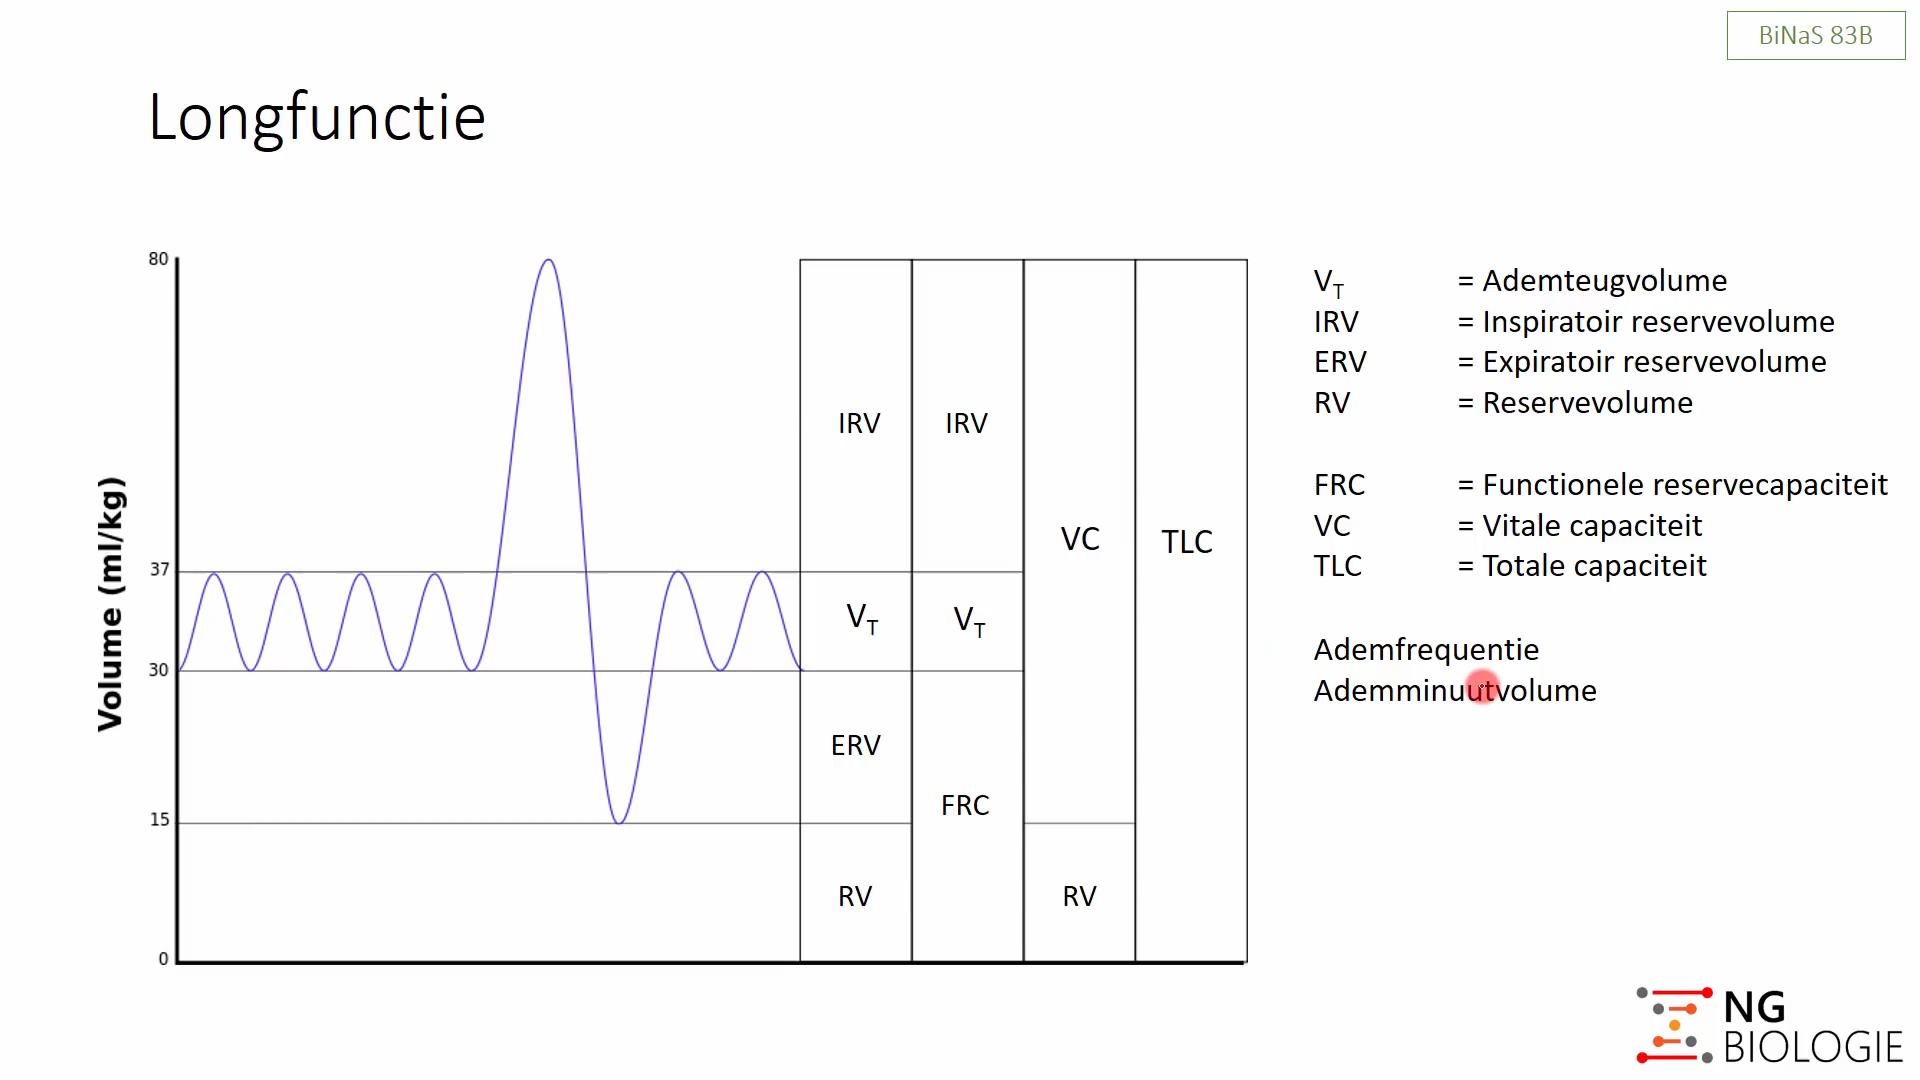 BiNaS 83B
Longfunctie
Volume (ml/kg)
80
37
30
15
0
IRV
IRV
VC
TLC
VT
VT
ERV
FRC
RV
RV
VT = Ademteugvolume
IRV = Inspiratoir reservevolume
ERV = Expiratoir reservevolume
RV = Reservevolume
FRC = Functionele reservecapaciteit
VC = Vitale capaciteit
TLC = Totale capaciteit
Ademfrequentie
Ademminuutvolume
NG
BIOLOGIE